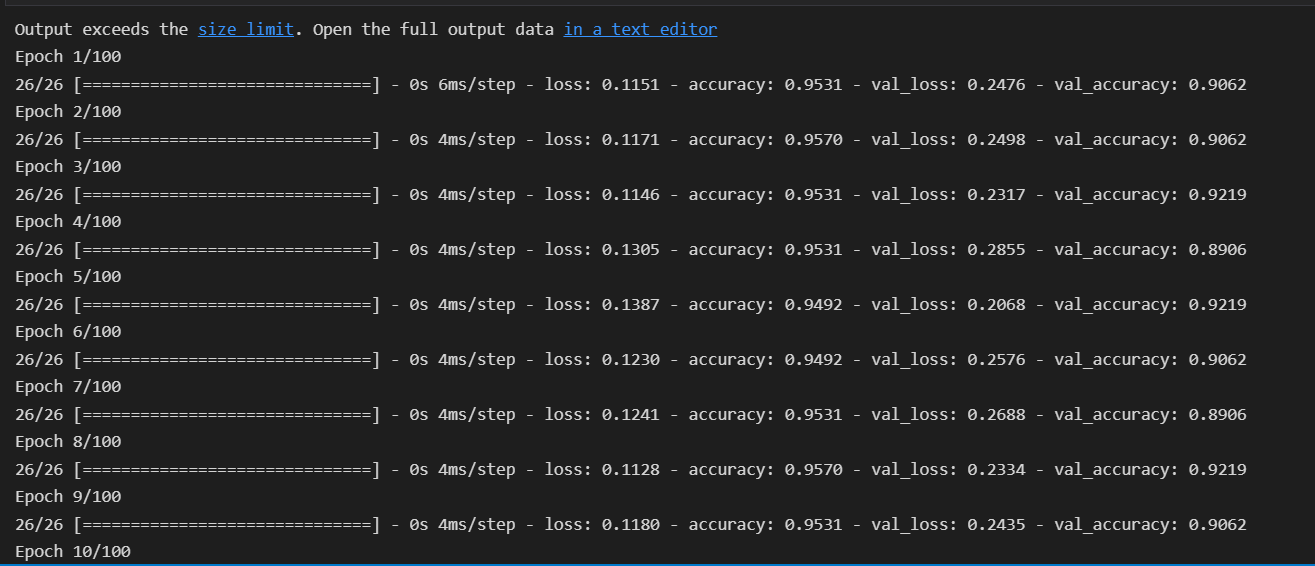 Output exceeds the size limit. Open the full output data in a text editor
Epoch 1/100
26/26 [==============================] - 0s 6ms/step - loss: 0.1151 - accuracy: 0.9531 - val_loss: 0.2476 - val_accuracy: 0.9062
Epoch 2/100
26/26 [==============================] - 0s 4ms/step - loss: 0.1171 - accuracy: 0.9570 - val_loss: 0.2498 - val_accuracy: 0.9062
Epoch 3/100
26/26 [==============================] - 0s 4ms/step - loss: 0.1146 - accuracy: 0.9531 - val_loss: 0.2317 - val_accuracy: 0.9219
Epoch 4/100
26/26 [==============================] - 0s 4ms/step - loss: 0.1305 - accuracy: 0.9531 - val_loss: 0.2855 - val_accuracy: 0.8906
Epoch 5/100
26/26 [==============================] - 0s 4ms/step - loss: 0.1387 - accuracy: 0.9492 - val_loss: 0.2068 - val_accuracy: 0.9219
Epoch 6/100
26/26 [==============================] - 0s 4ms/step - loss: 0.1230 - accuracy: 0.9492 - val_loss: 0.2576 - val_accuracy: 0.9062
Epoch 7/100
26/26 [==============================] - 0s 4ms/step - loss: 0.1241 - accuracy: 0.9531 - val_loss: 0.2688 - val_accuracy: 0.8906
Epoch 8/100
26/26 [==============================] - 0s 4ms/step - loss: 0.1128 - accuracy: 0.9570 - val_loss: 0.2334 - val_accuracy: 0.9219
Epoch 9/100
26/26 [==============================] - 0s 4ms/step - loss: 0.1180 - accuracy: 0.9531 - val_loss: 0.2435 - val_accuracy: 0.9062
Epoch 10/100